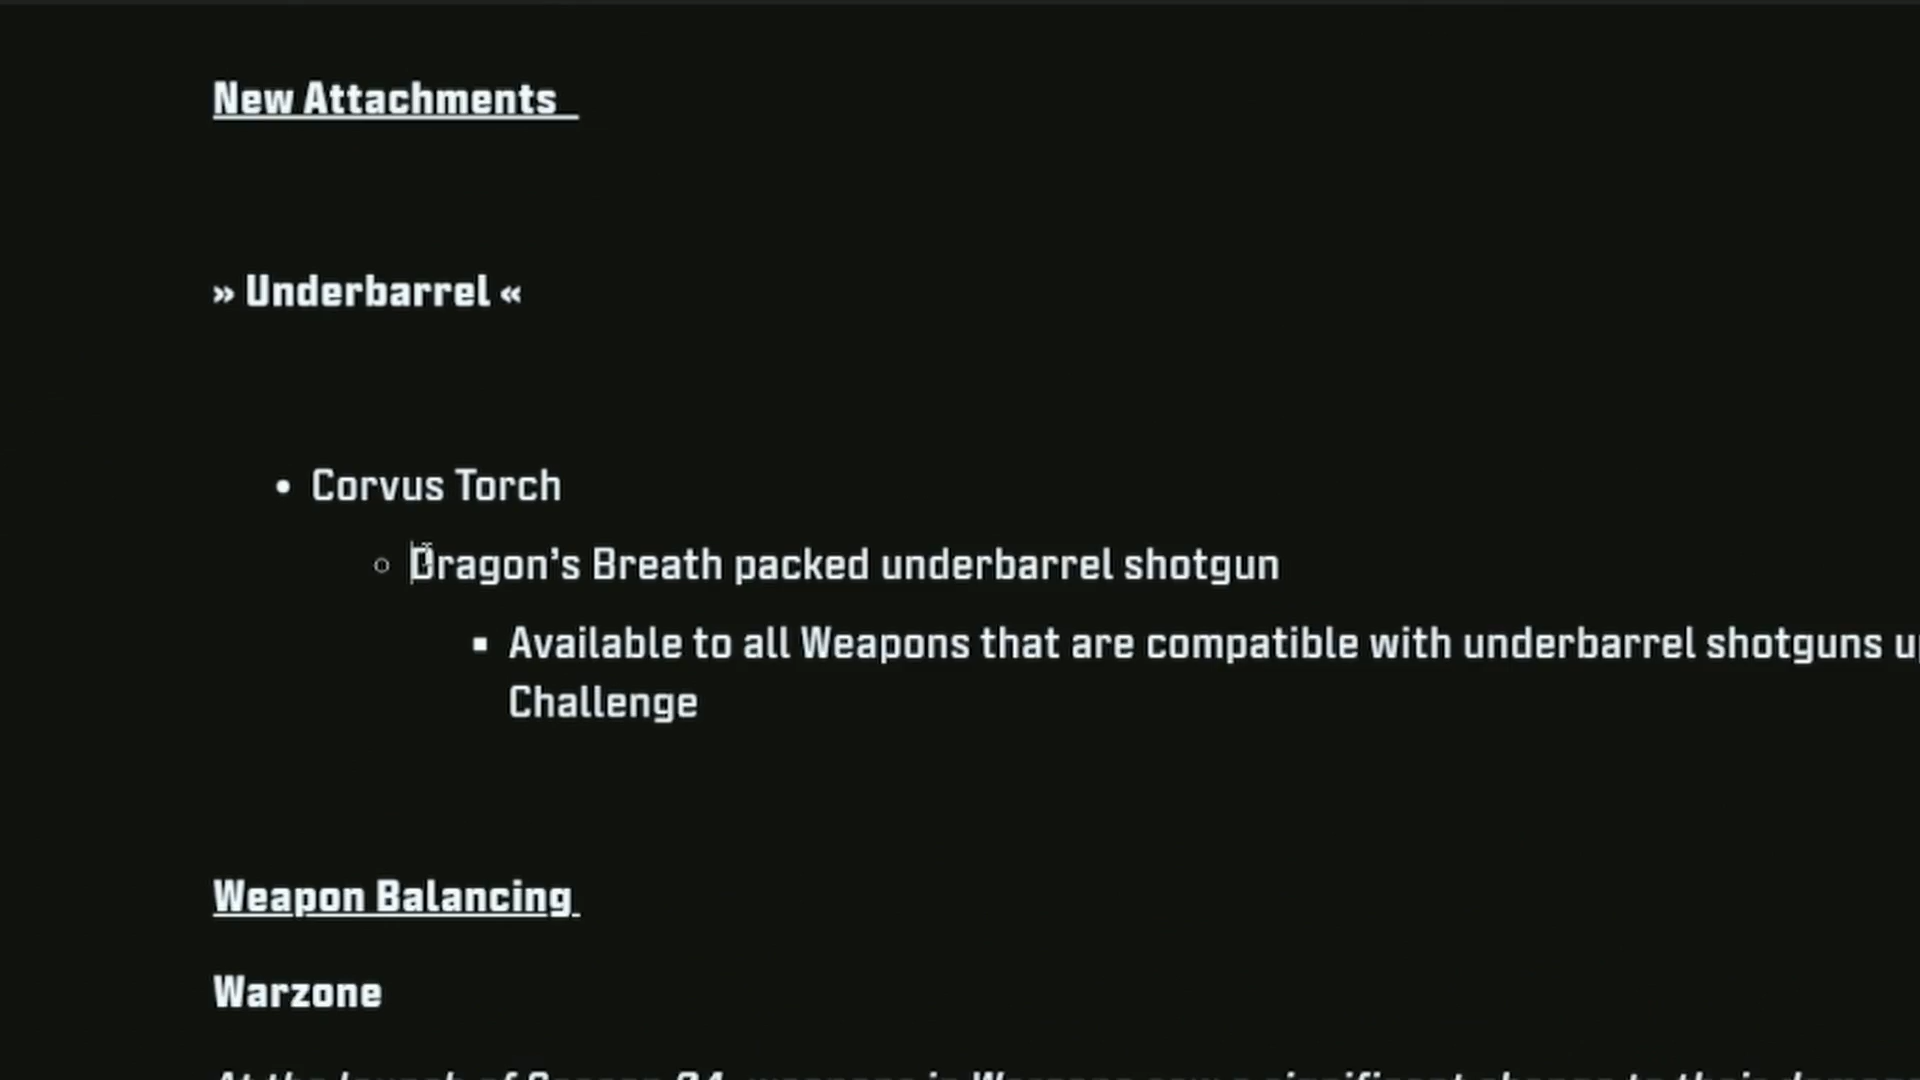 New Attachments
» Underbarrel «
• Corvus Torch
○ Dragon’s Breath packed underbarrel shotgun
▪ Available to all Weapons that are compatible with underbarrel shotguns
Challenge
Weapon Balancing
Warzone